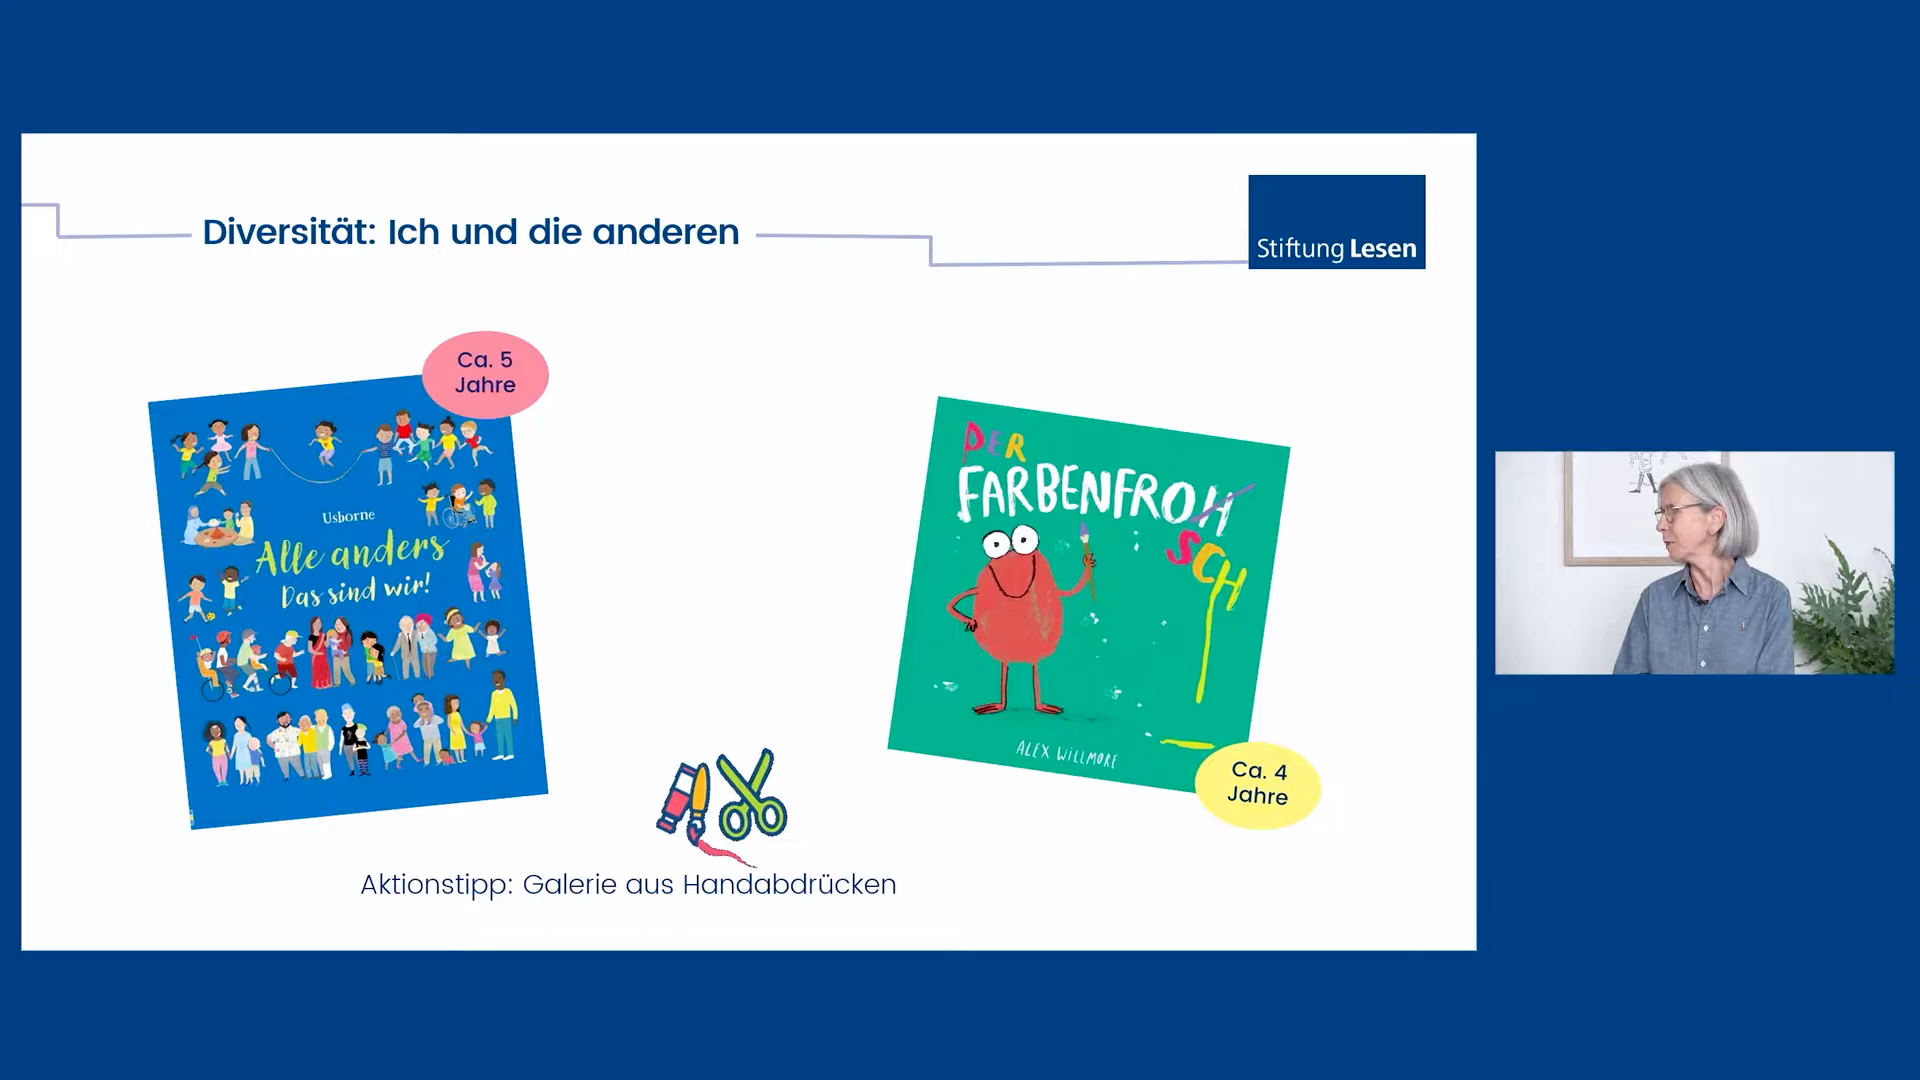 Diversität: Ich und die anderen
Stiftung Lesen
Ca. 5
Jahre
Usborne
Alle anders
Das sind wir!
DER
FARBENFROH
SCH
ALEX WILLMORE
Ca. 4
Jahre
Aktionstipp: Galerie aus Handabdrücken